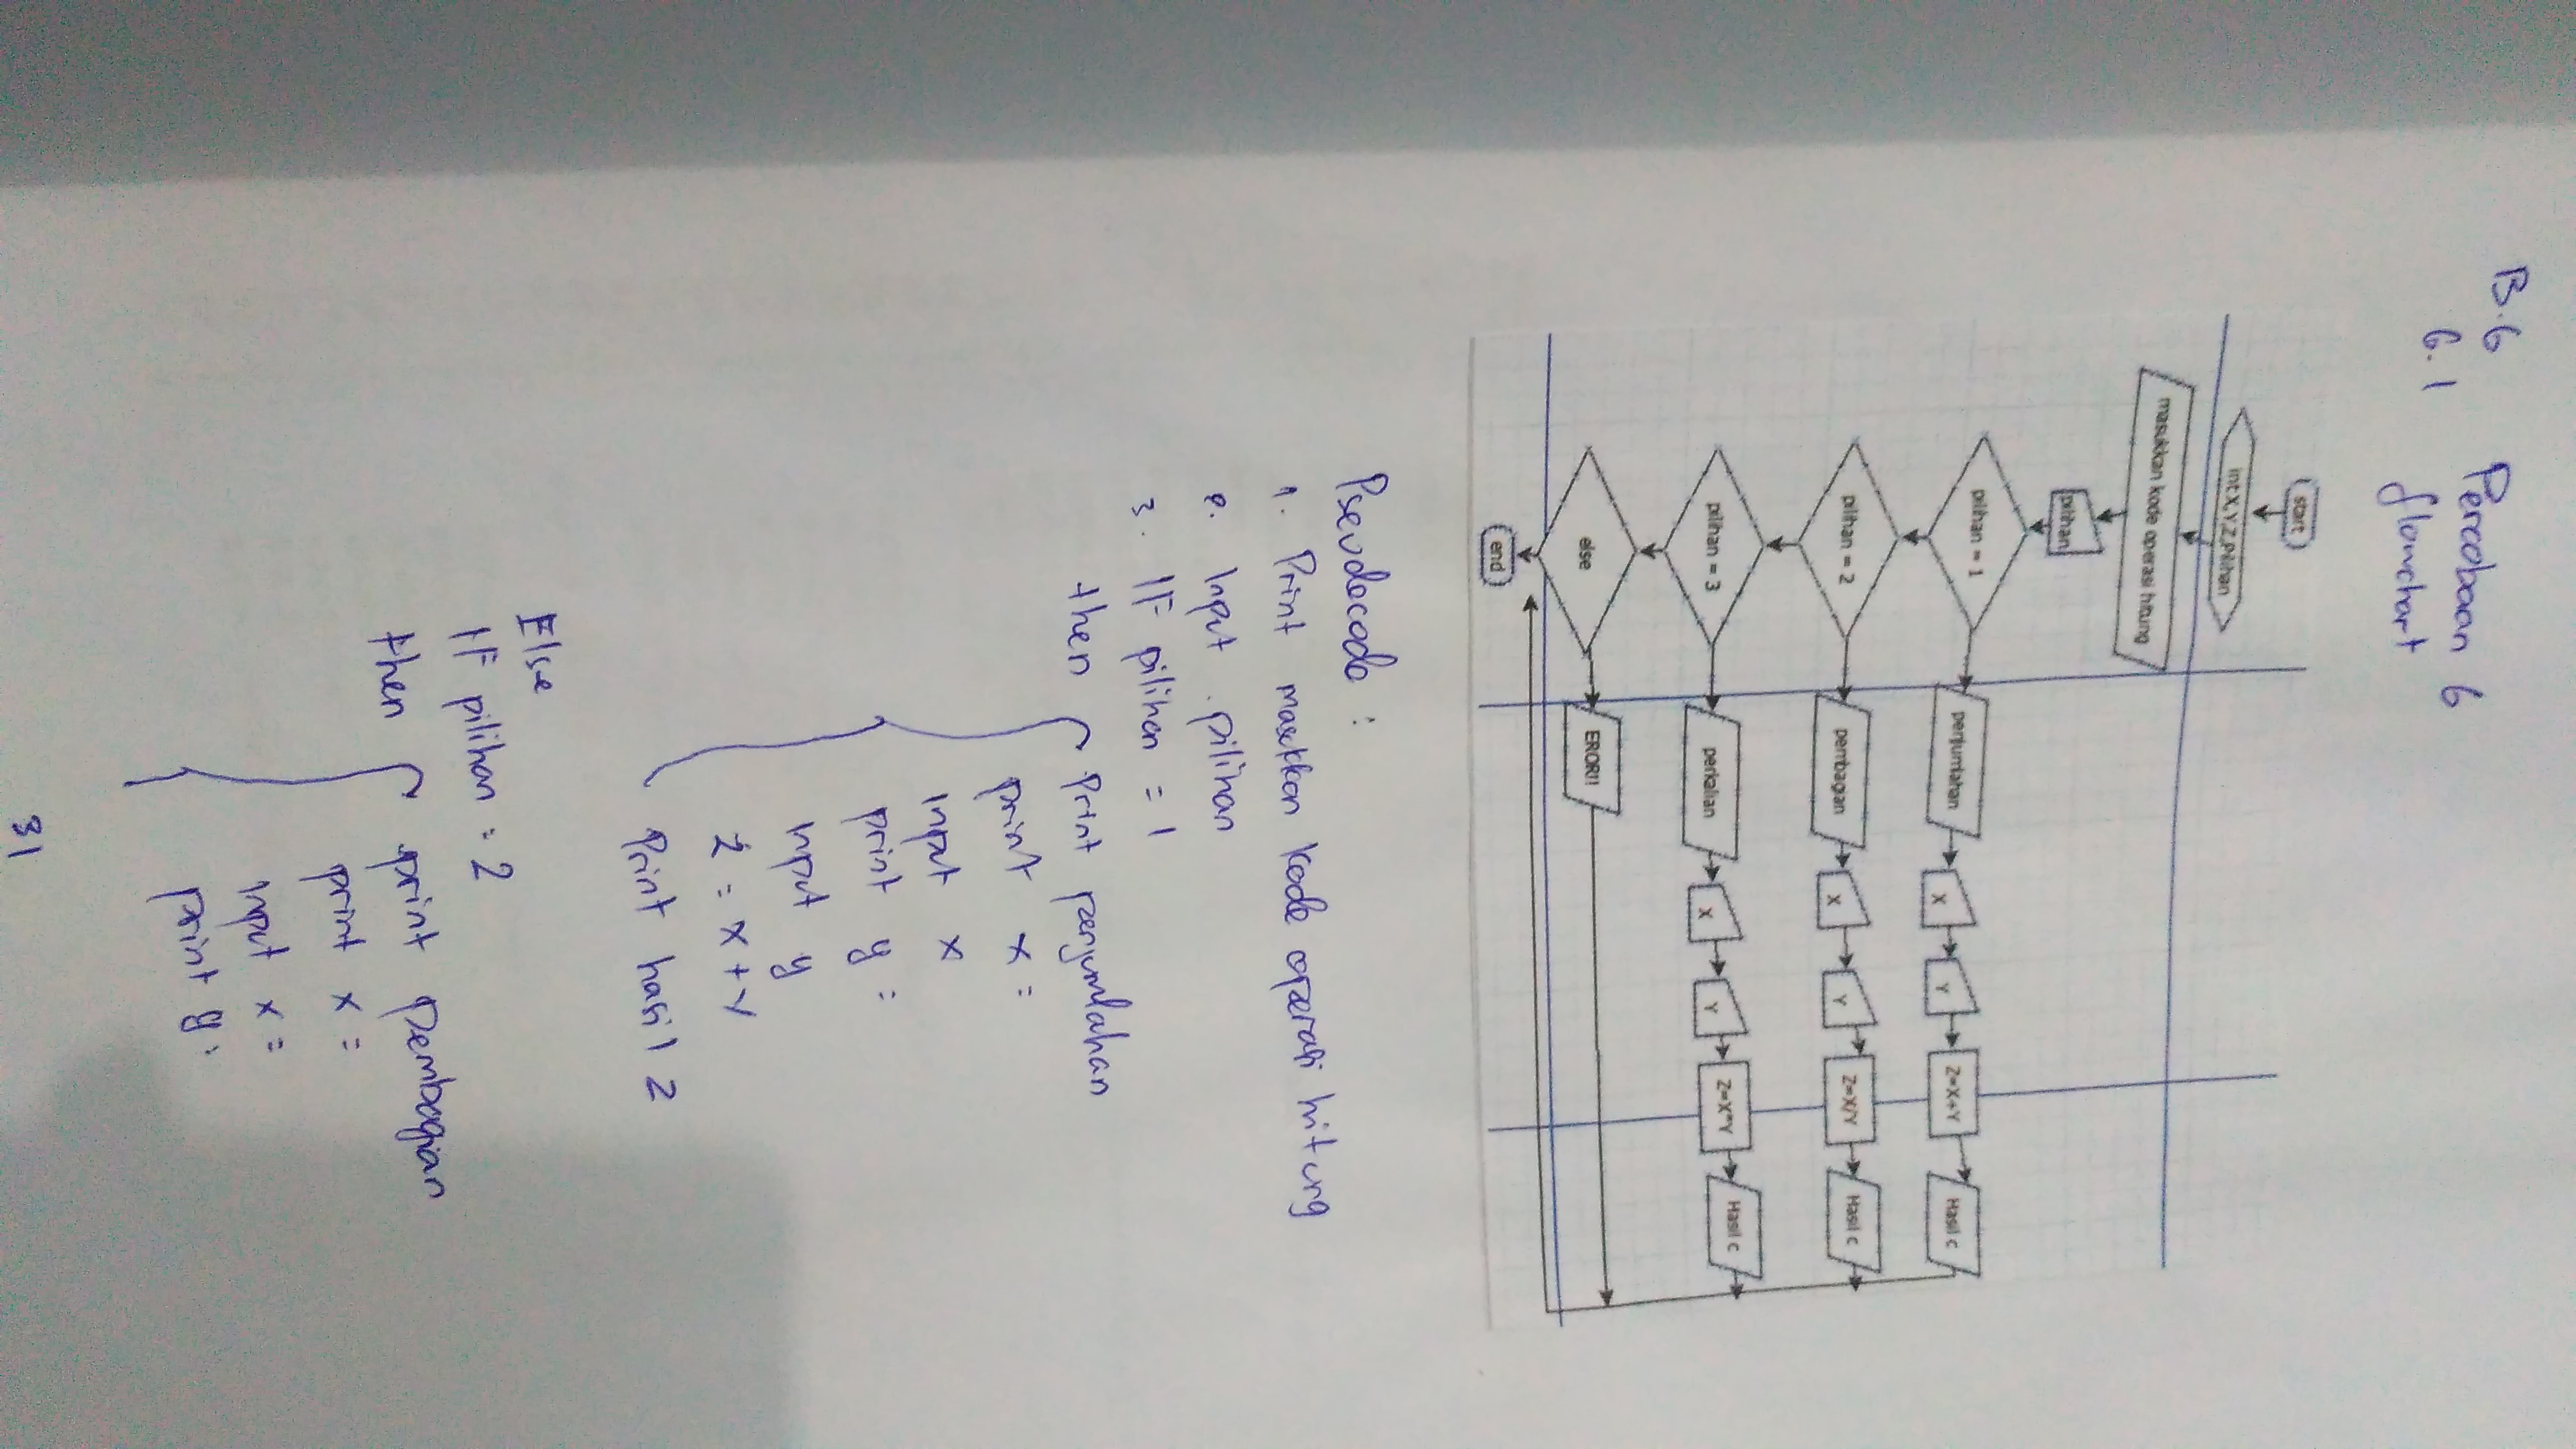 B.6 Percobaan 6
6.1 flowchart
start
int X,Y,Z,Pilihan
masukkan kode operasi hitung
pilihan
pilihan = 1
penjumlahan
X
Y
Z=X+Y
Hasil c
pilihan = 2
pembagian
X
Y
Z=X/Y
Hasil c
pilihan = 3
perkalian
X
Y
Z=X*Y
Hasil c
else
EROR!!
end
Pseudecode :
1. Print masukkan kode operasi hitung
2. Input pilihan
3. IF pilihan = 1
then { Print penjumlahan
print x =
Input x
print y =
Input y
Z = x + y
Print hasil z
Else
IF pilihan = 2
then { print Pembagian
print x =
Input x =
print y :
31